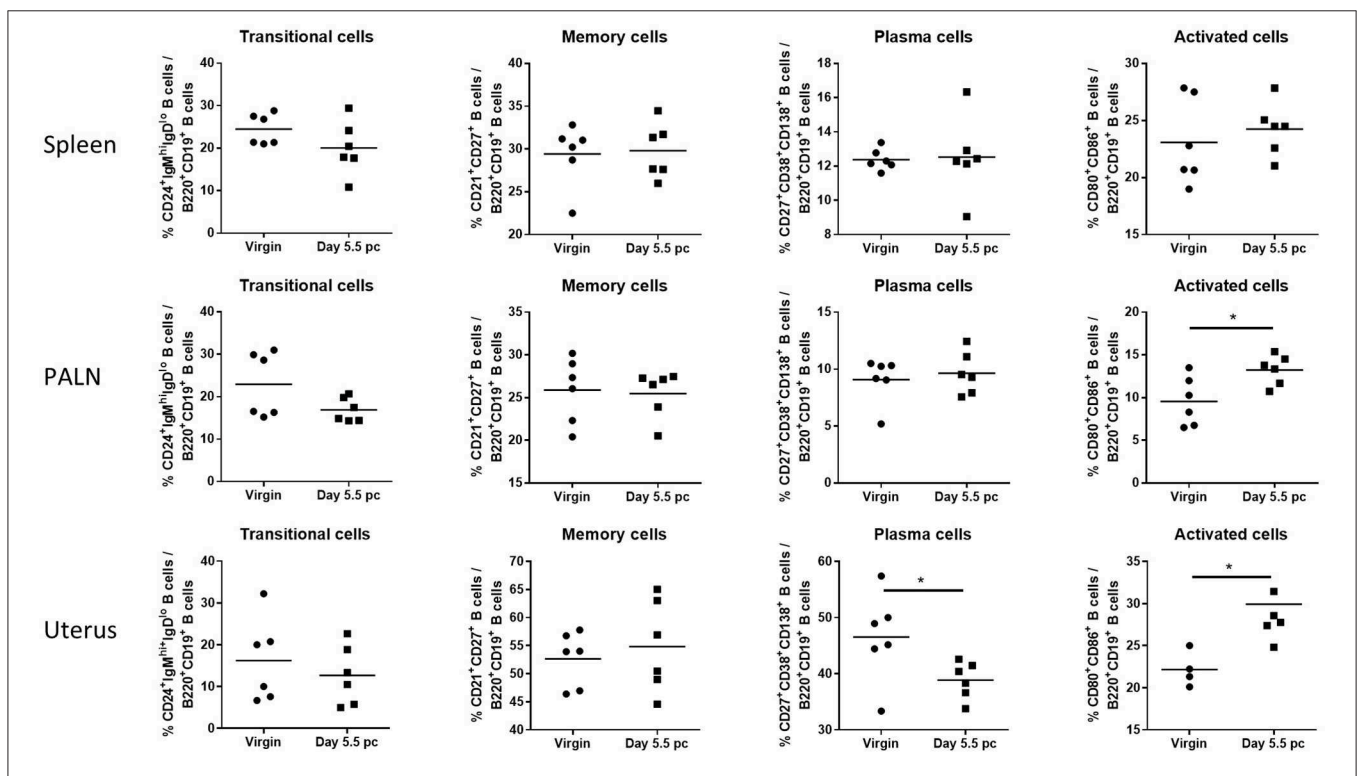 Spleen
Transitional cells
% CD24⁺IgMʰⁱIgDˡᵒ B cells /
B220⁺CD19⁺ B cells
40
30
20
10
0
Virgin Day 5.5 pc
Memory cells
% CD21⁺CD27⁺ B cells /
B220⁺CD19⁺ B cells
40
35
30
25
20
Virgin Day 5.5 pc
Plasma cells
% CD27⁺CD38⁺CD138⁺ B cells /
B220⁺CD19⁺ B cells
18
16
14
12
10
8
Virgin Day 5.5 pc
Activated cells
% CD80⁺CD86⁺ B cells /
B220⁺CD19⁺ B cells
30
25
20
15
Virgin Day 5.5 pc
PALN
Transitional cells
% CD24⁺IgMʰⁱIgDˡᵒ B cells /
B220⁺CD19⁺ B cells
40
30
20
10
0
Virgin Day 5.5 pc
Memory cells
% CD21⁺CD27⁺ B cells /
B220⁺CD19⁺ B cells
35
30
25
20
15
Virgin Day 5.5 pc
Plasma cells
% CD27⁺CD38⁺CD138⁺ B cells /
B220⁺CD19⁺ B cells
15
10
5
0
Virgin Day 5.5 pc
Activated cells
% CD80⁺CD86⁺ B cells /
B220⁺CD19⁺ B cells
20
15
10
5
0
*
Virgin Day 5.5 pc
Uterus
Transitional cells
% CD24⁺IgMʰⁱ⁺IgDˡᵒ B cells /
B220⁺CD19⁺ B cells
40
30
20
10
0
Virgin Day 5.5 pc
Memory cells
% CD21⁺CD27⁺ B cells /
B220⁺CD19⁺ B cells
70
65
60
55
50
45
40
Virgin Day 5.5 pc
Plasma cells
% CD27⁺CD38⁺CD138⁺ B cells /
B220⁺CD19⁺ B cells
60
50
40
30
*
Virgin Day 5.5 pc
Activated cells
% CD80⁺CD86⁺ B cells /
B220⁺CD19⁺ B cells
35
30
25
20
15
*
Virgin Day 5.5 pc